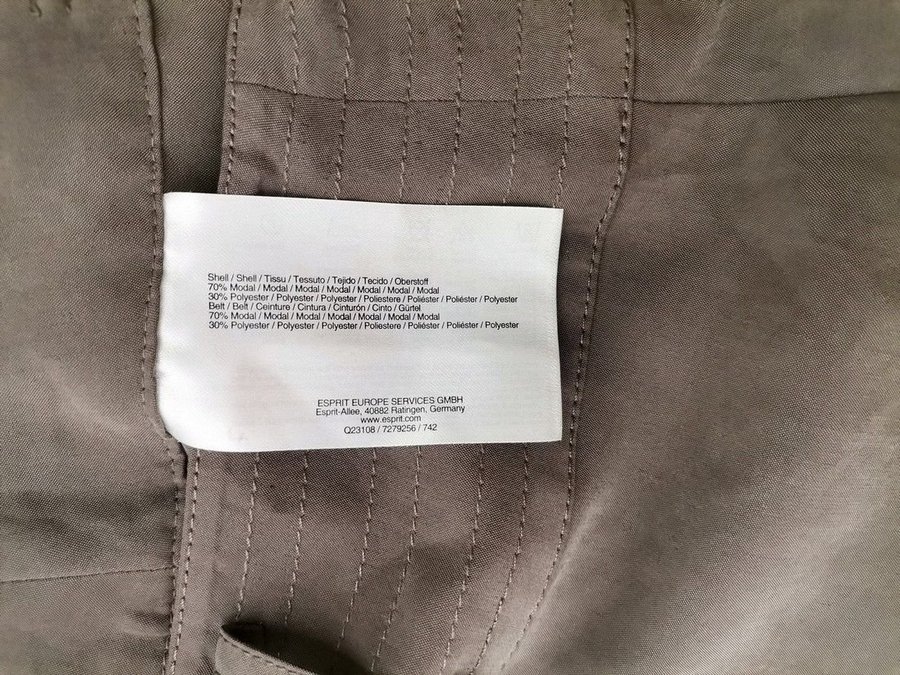 Shell / Shell / Tissu / Tessuto / Tejido / Tecido / Oberstoff
70% Modal / Modal / Modal / Modal / Modal / Modal / Modal
30% Polyester / Polyester / Polyester / Poliestere / Poliéster / Poliéster / Polyester
Belt / Belt / Ceinture / Cintura / Cinturón / Cinto / Gürtel
70% Modal / Modal / Modal / Modal / Modal / Modal / Modal
30% Polyester / Polyester / Polyester / Poliestere / Poliéster / Poliéster / Polyester
ESPRIT EUROPE SERVICES GMBH
Esprit-Allee, 40882 Ratingen, Germany
www.esprit.com
Q23108 / 7279256 / 742